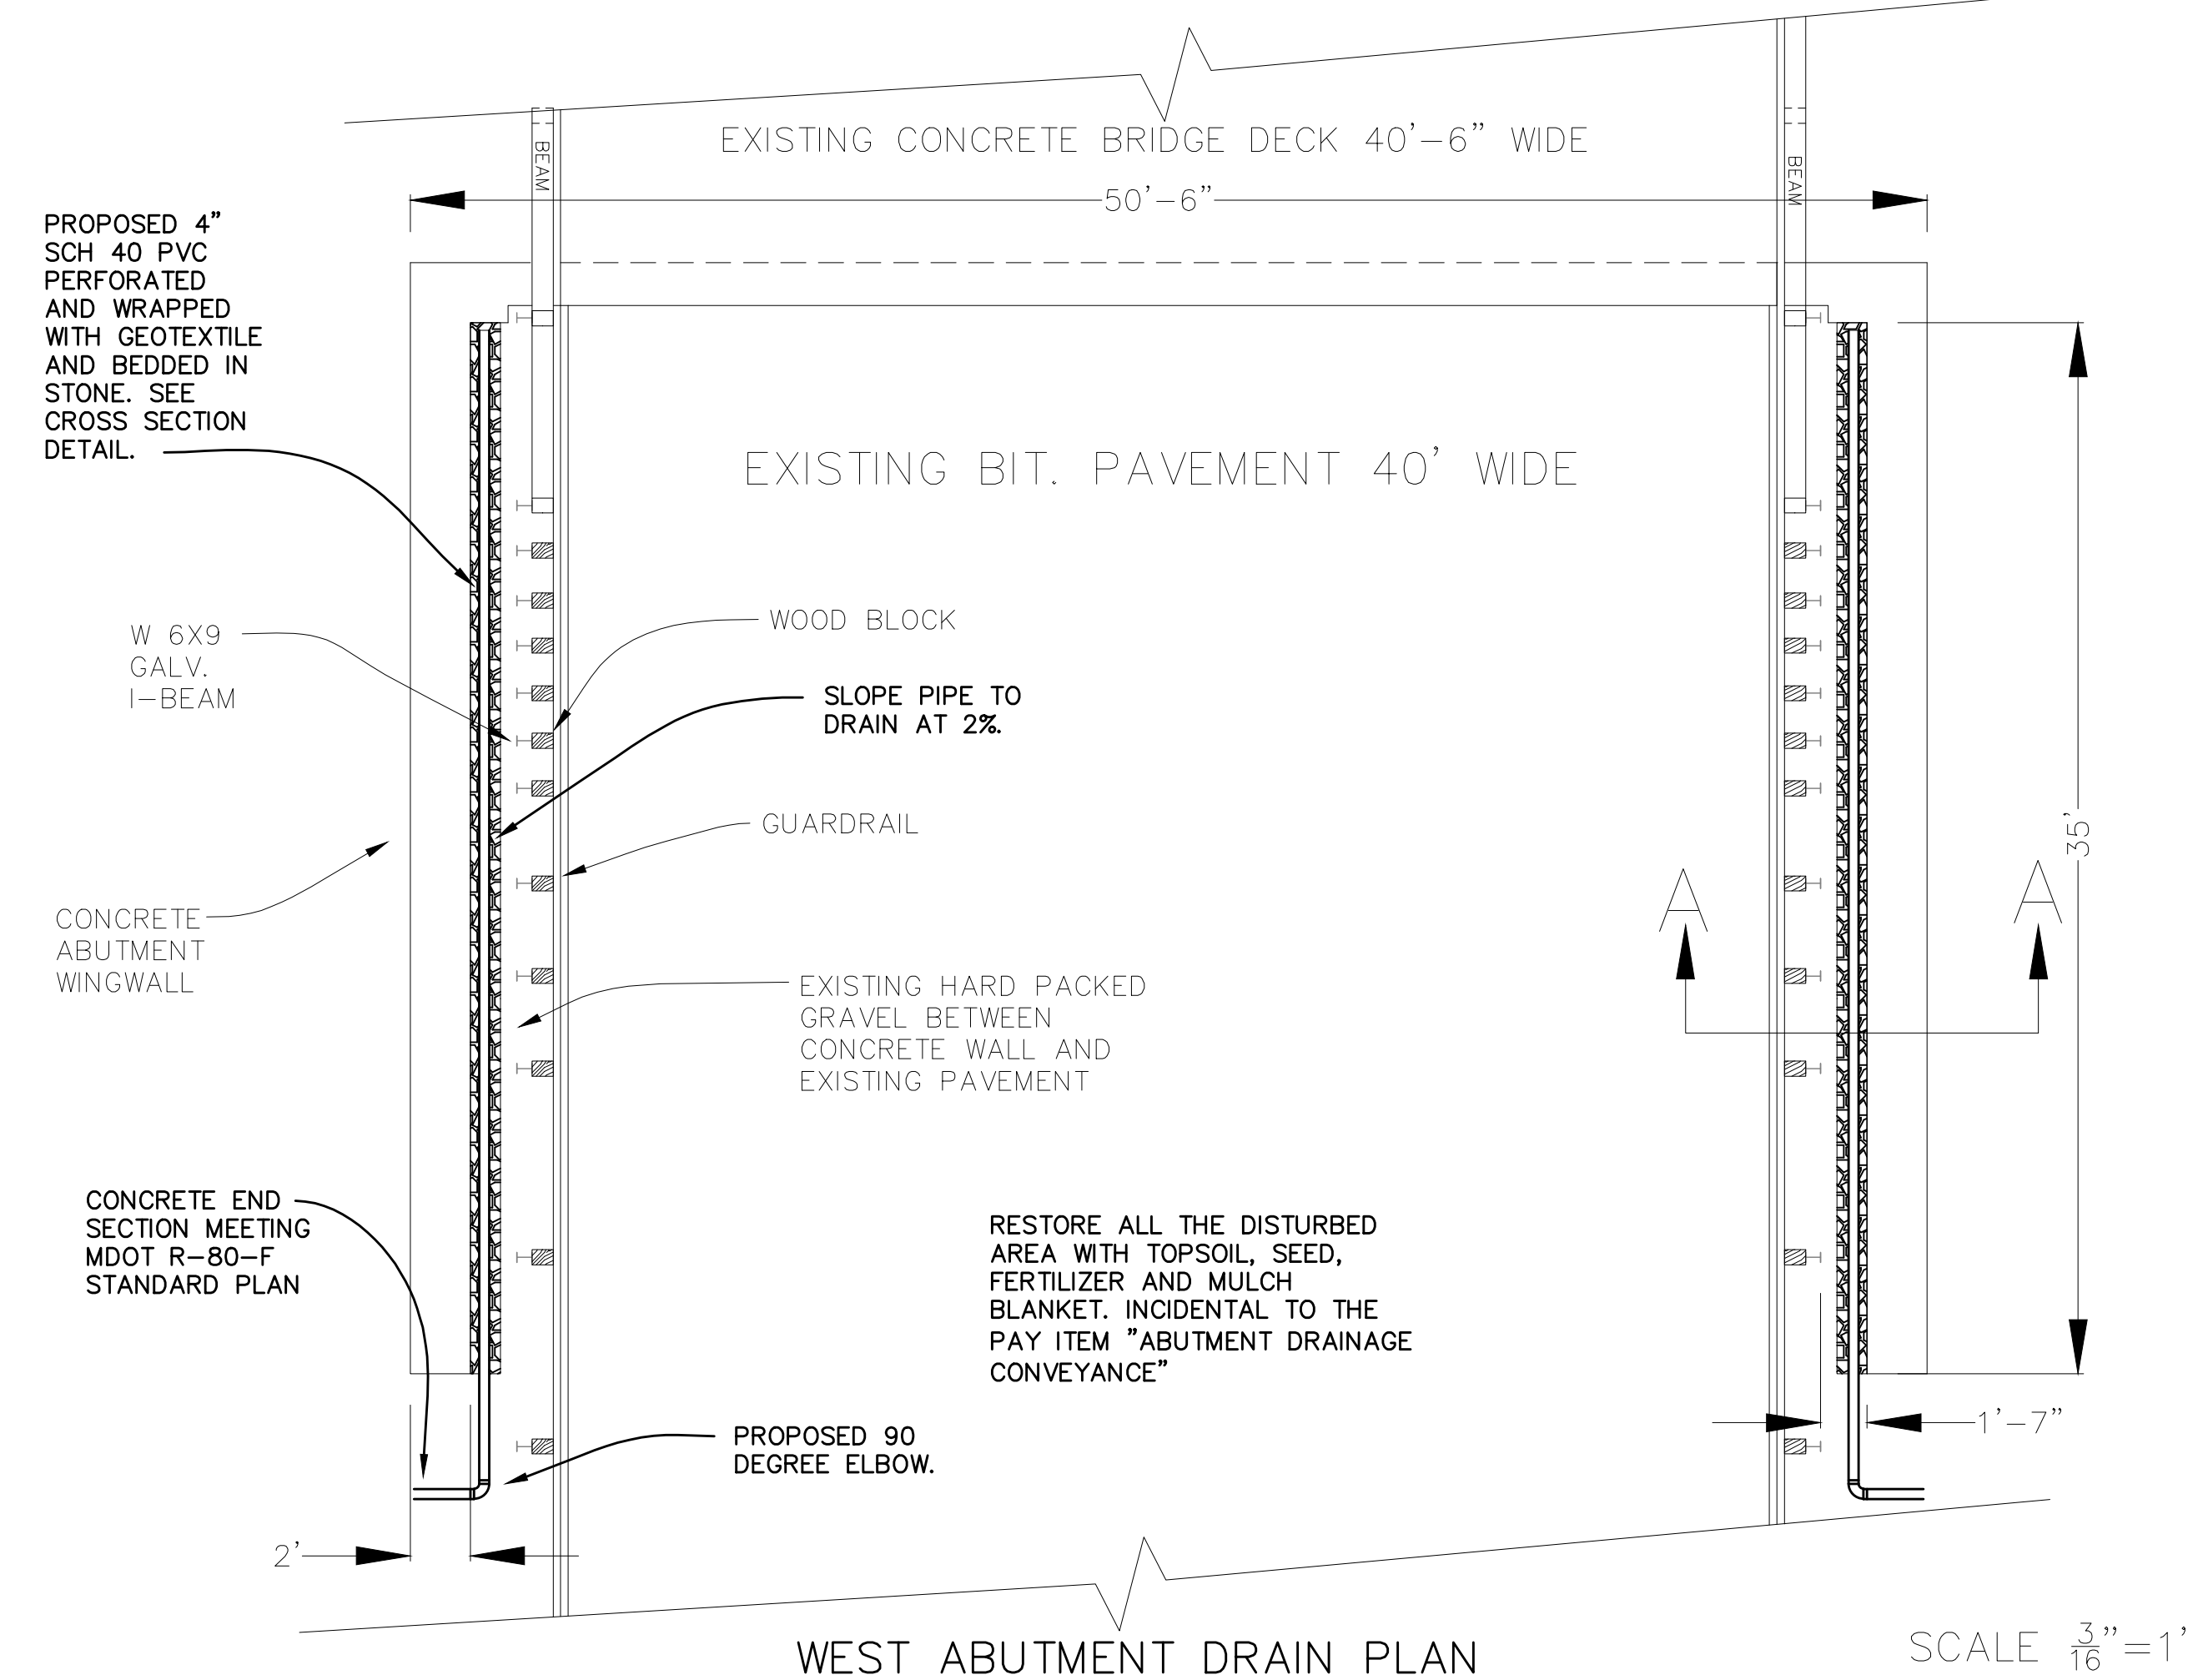 EXISTING CONCRETE BRIDGE DECK 40'-6" WIDE
BEAM
BEAM
50'-6"
PROPOSED 4"
SCH 40 PVC
PERFORATED
AND WRAPPED
WITH GEOTEXTILE
AND BEDDED IN
STONE. SEE
CROSS SECTION
DETAIL.
EXISTING BIT. PAVEMENT 40' WIDE
W 6X9
GALV.
I-BEAM
WOOD BLOCK
SLOPE PIPE TO
DRAIN AT 2%.
GUARDRAIL
35'
A
A
CONCRETE
ABUTMENT
WINGWALL
EXISTING HARD PACKED
GRAVEL BETWEEN
CONCRETE WALL AND
EXISTING PAVEMENT
CONCRETE END
SECTION MEETING
MDOT R-80-F
STANDARD PLAN
RESTORE ALL THE DISTURBED
AREA WITH TOPSOIL, SEED,
FERTILIZER AND MULCH
BLANKET. INCIDENTAL TO THE
PAY ITEM "ABUTMENT DRAINAGE
CONVEYANCE"
1'-7"
PROPOSED 90
DEGREE ELBOW.
2'
WEST ABUTMENT DRAIN PLAN
SCALE 3/16"=1'